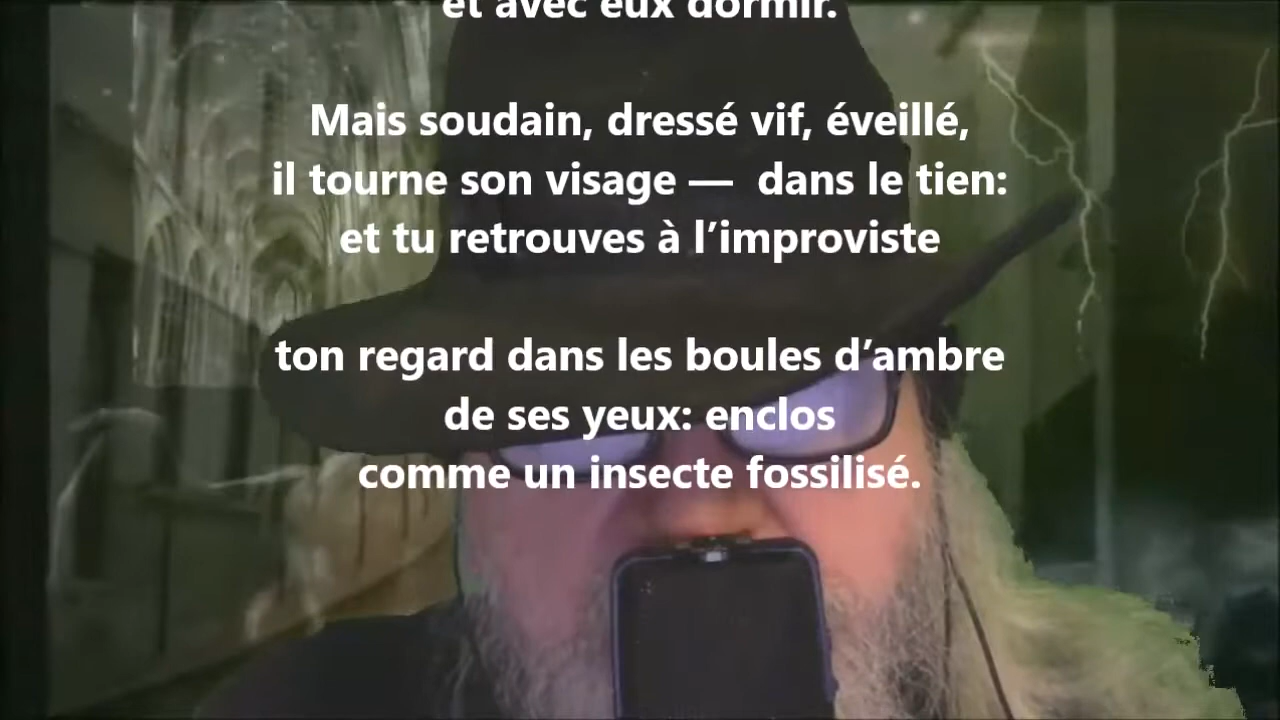 et avec eux dormir.
Mais soudain, dressé vif, éveillé,
il tourne son visage —  dans le tien:
et tu retrouves à l’improviste
ton regard dans les boules d’ambre
de ses yeux: enclos
comme un insecte fossilisé.